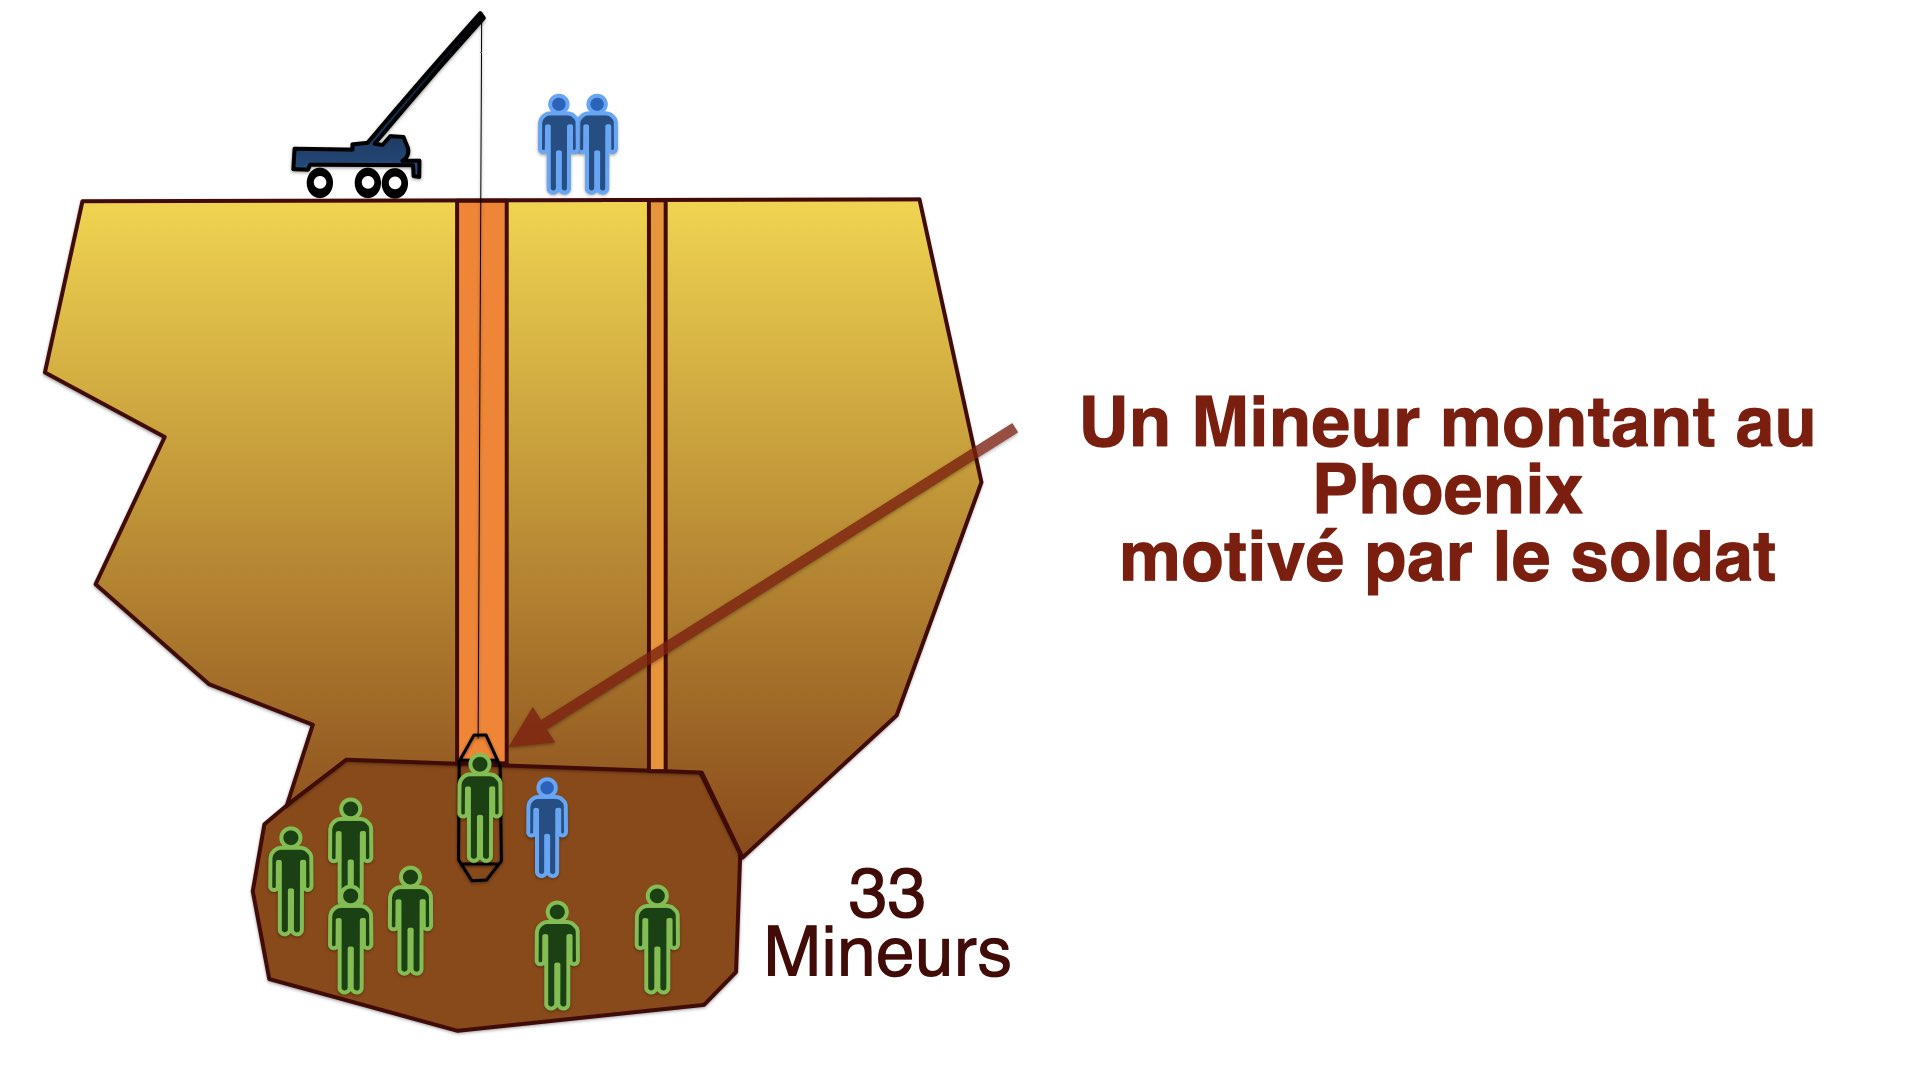 Un Mineur montant au
Phoenix
motivé par le soldat
33
Mineurs